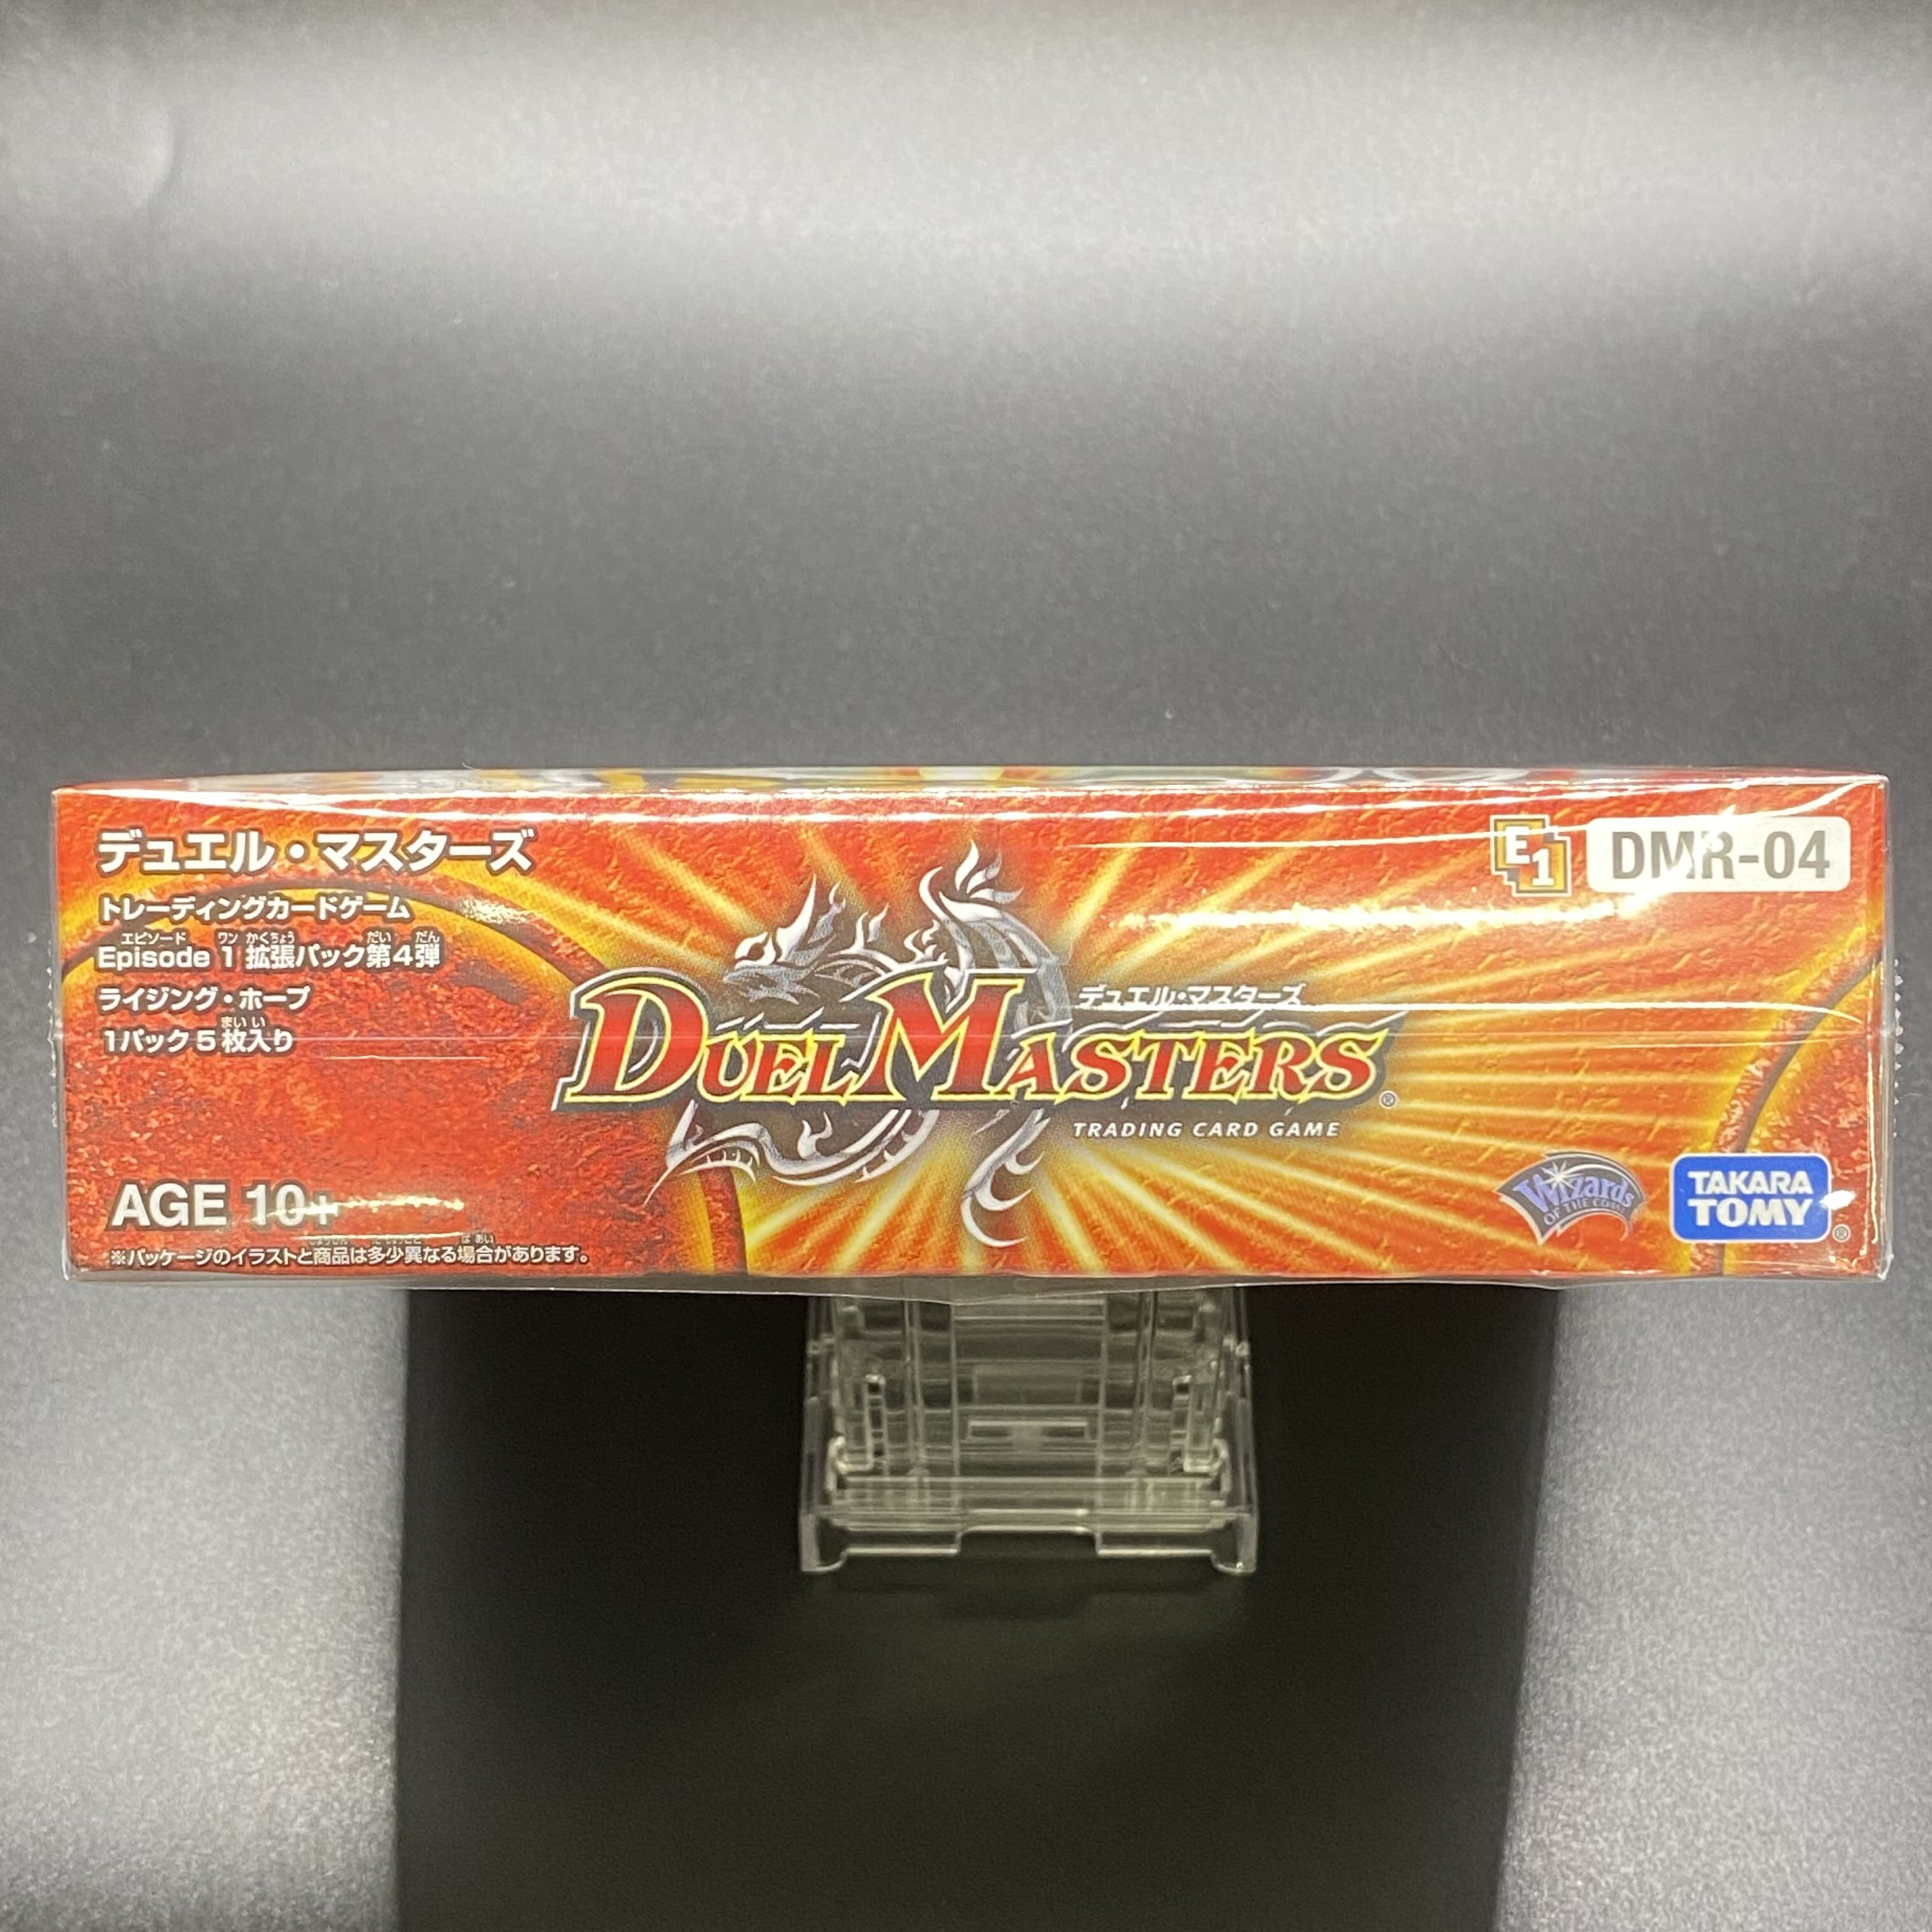 デュエル・マスターズ
トレーディングカードゲーム
エピソード ワン かくちょう だい だん
Episode 1 拡張パック第4弾
ライジング・ホープ
まい い
1パック5枚入り
AGE 10+
ば あい
※パッケージのイラストと商品は多少異なる場合があります。
デュエル・マスターズ
DUEL MASTERS®
TRADING CARD GAME
E1
DMR-04
Wizards
OF THE COAST
TAKARA
TOMY®